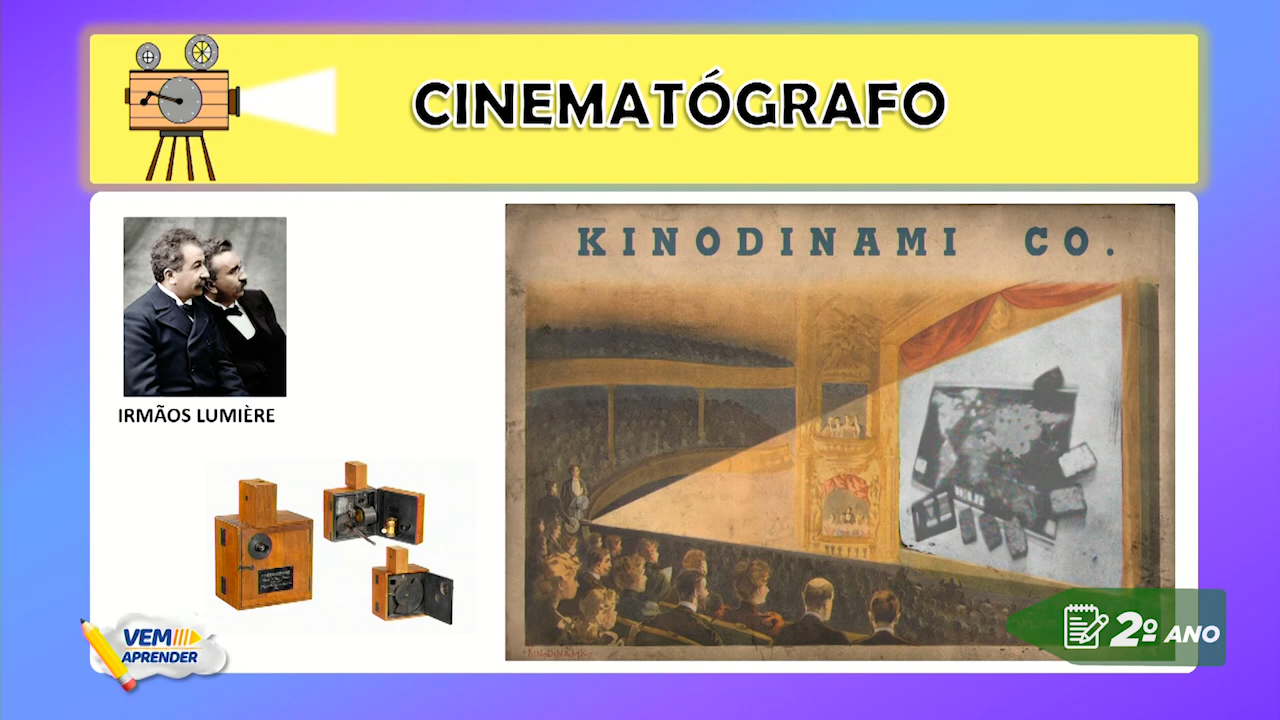 CINEMATÓGRAFO
IRMÃOS LUMIÈRE
KINODINAMI CO.
VEM
APRENDER
2º ANO